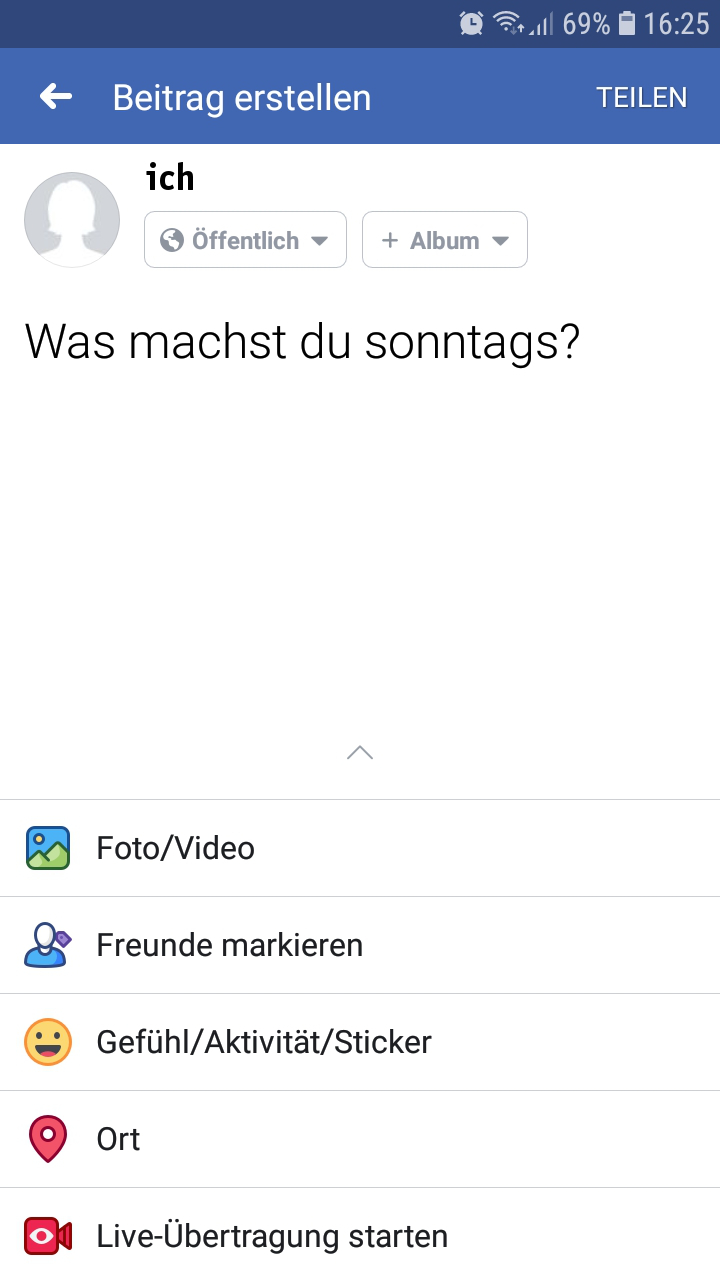 69% 16:25
Beitrag erstellen TEILEN
ich
Öffentlich + Album
Was machst du sonntags?
Foto/Video
Freunde markieren
Gefühl/Aktivität/Sticker
Ort
Live-Übertragung starten